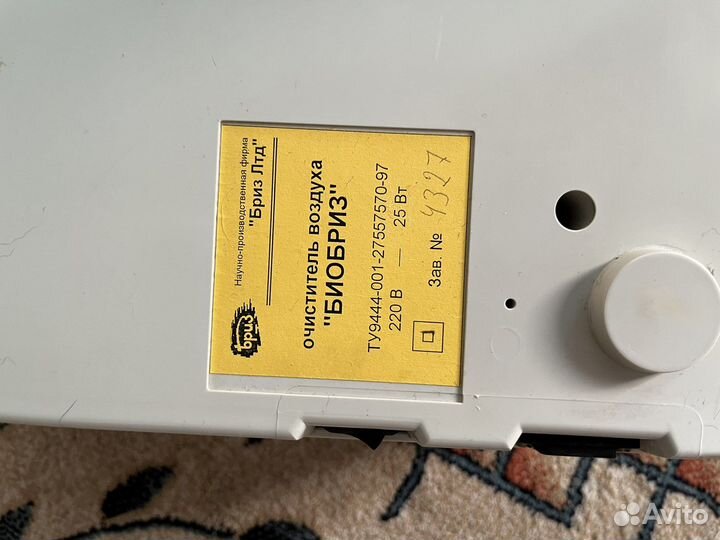 бриз
Научно-производственная фирма
"Бриз Лтд"
очиститель воздуха
"БИОБРИЗ"
ТУ9444-001-27557570-97
220 В — 25 Вт
Зав. № 4327
Avito